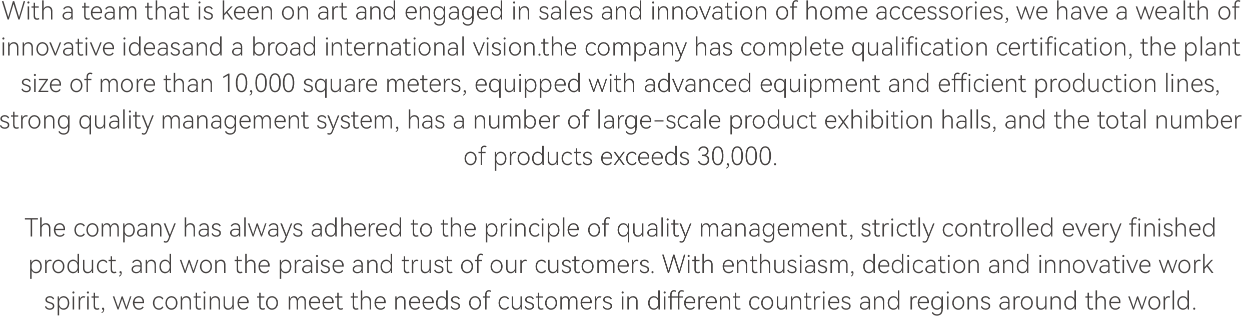 With a team that is keen on art and engaged in sales and innovation of home accessories, we have a wealth of
innovative ideasand a broad international vision.the company has complete qualification certification, the plant
size of more than 10,000 square meters, equipped with advanced equipment and efficient production lines,
strong quality management system, has a number of large-scale product exhibition halls, and the total number
of products exceeds 30,000.
The company has always adhered to the principle of quality management, strictly controlled every finished
product, and won the praise and trust of our customers. With enthusiasm, dedication and innovative work
spirit, we continue to meet the needs of customers in different countries and regions around the world.